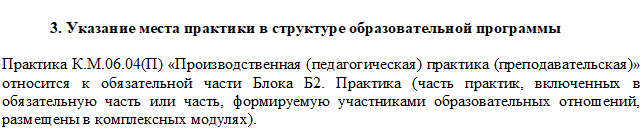 3. Указание места практики в структуре образовательной программы
Практика К.М.06.04(П) «Производственная (педагогическая) практика (преподавательская)»
относится к обязательной части Блока Б2. Практика (часть практик, включенных в
обязательную часть или часть, формируемую участниками образовательных отношений,
размещены в комплексных модулях).